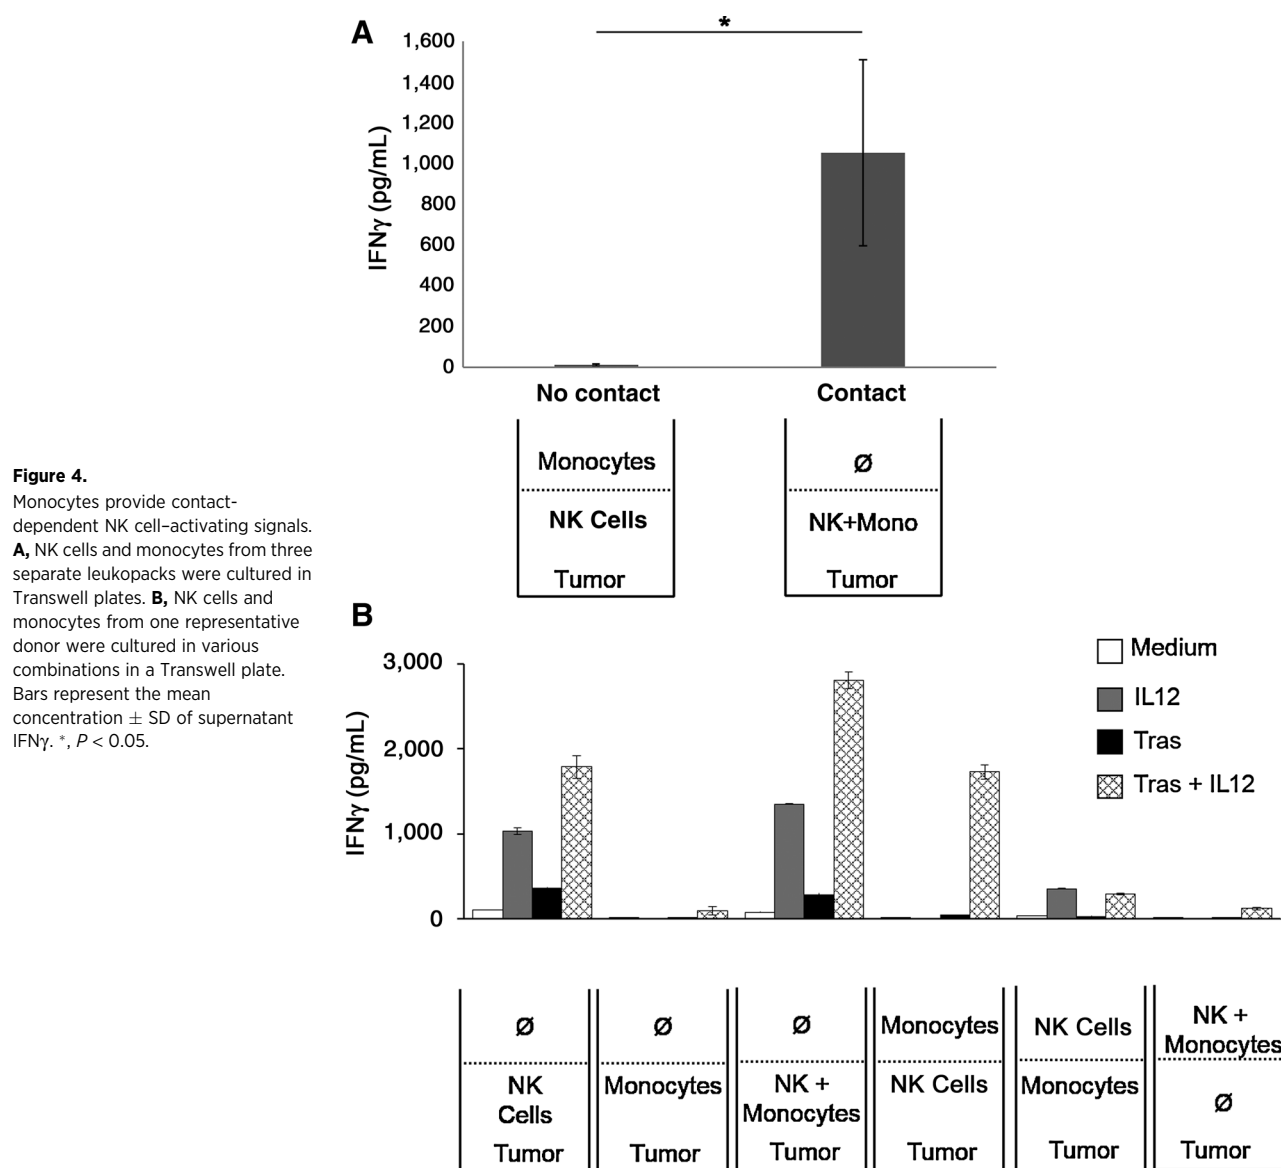 Figure 4.
Monocytes provide contact-
dependent NK cell–activating signals.
A, NK cells and monocytes from three
separate leukopacks were cultured in
Transwell plates. B, NK cells and
monocytes from one representative
donor were cultured in various
combinations in a Transwell plate.
Bars represent the mean
concentration ± SD of supernatant
IFNγ. *, P < 0.05.
A
*
IFNγ (pg/mL)
1,600
1,400
1,200
1,000
800
600
400
200
0
No contact
Contact
Monocytes
NK Cells
Tumor
Ø
NK+Mono
Tumor
B
IFNγ (pg/mL)
3,000
2,000
1,000
0
Medium
IL12
Tras
Tras + IL12
Ø
NK
Cells
Tumor
Ø
Monocytes
Tumor
Ø
NK +
Monocytes
Tumor
Monocytes
NK Cells
Tumor
NK Cells
Monocytes
Tumor
NK +
Monocytes
Ø
Tumor